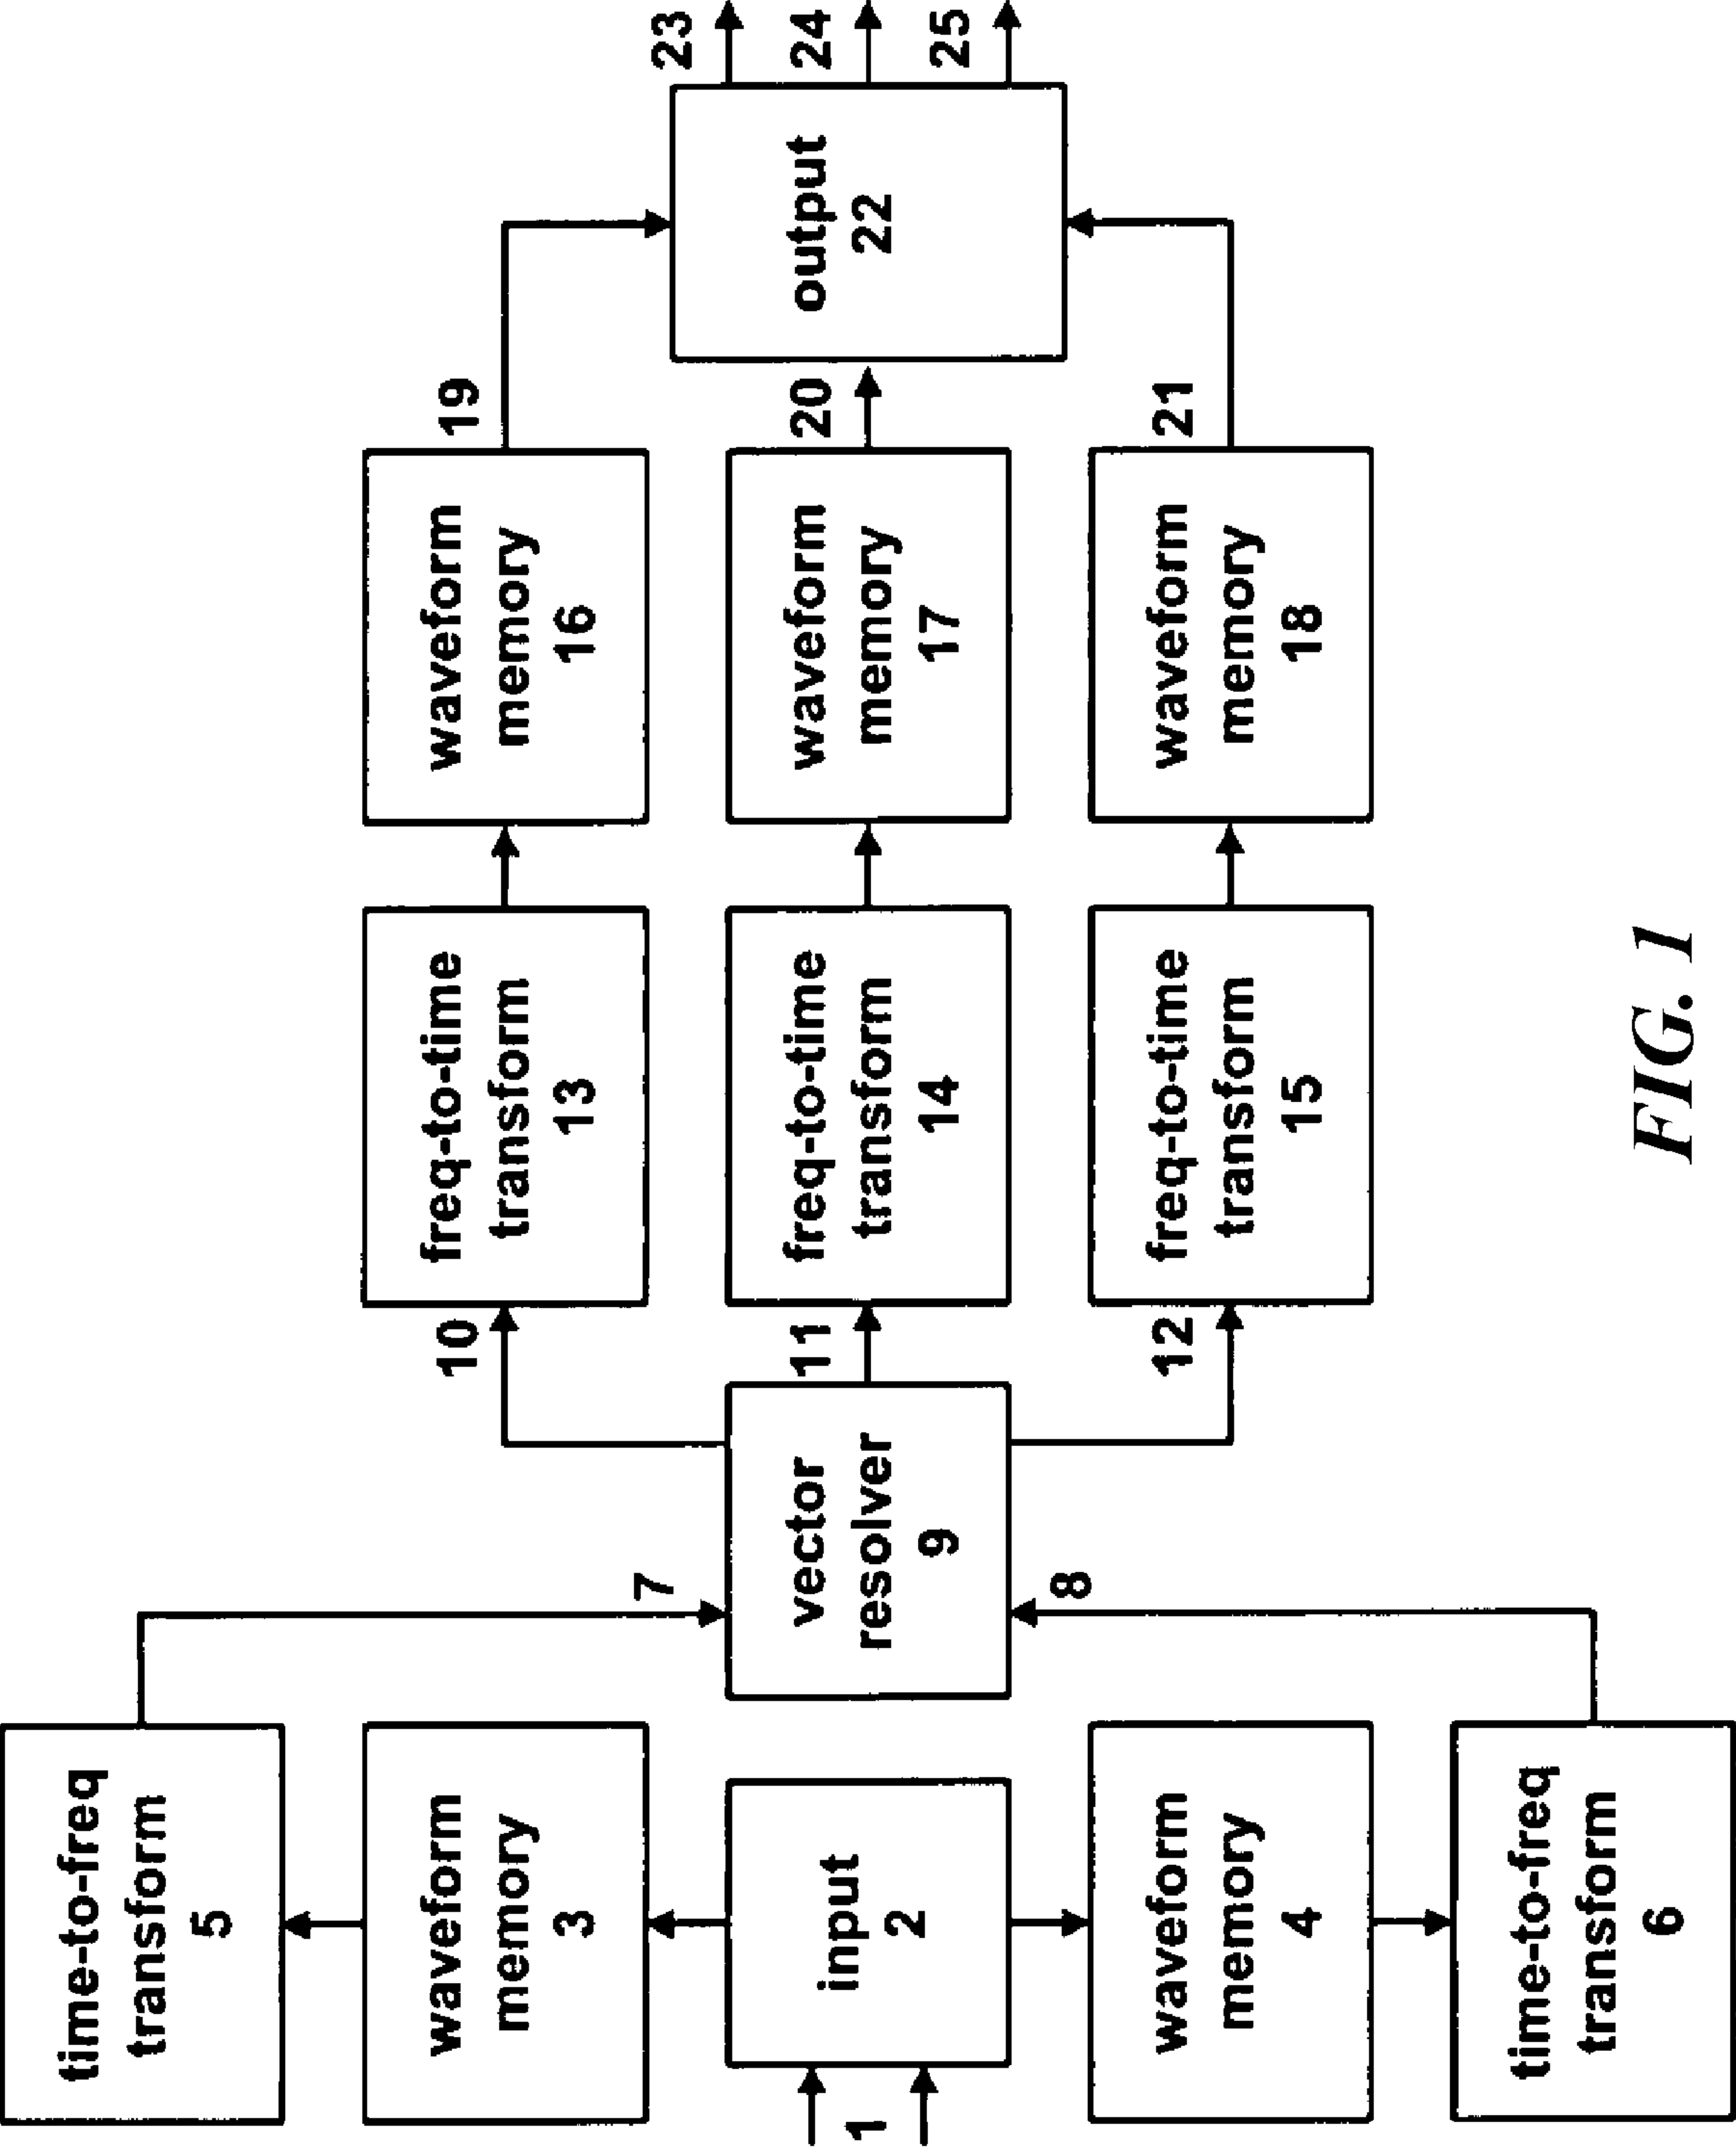 time-to-freq
transform
5
waveform
memory
3
1
input
2
waveform
memory
4
time-to-freq
transform
6
7
vector
resolver
9
8
10
11
12
freq-to-time
transform
13
freq-to-time
transform
14
freq-to-time
transform
15
waveform
memory
16
waveform
memory
17
waveform
memory
18
19
20
21
output
22
23
24
25
FIG. 1